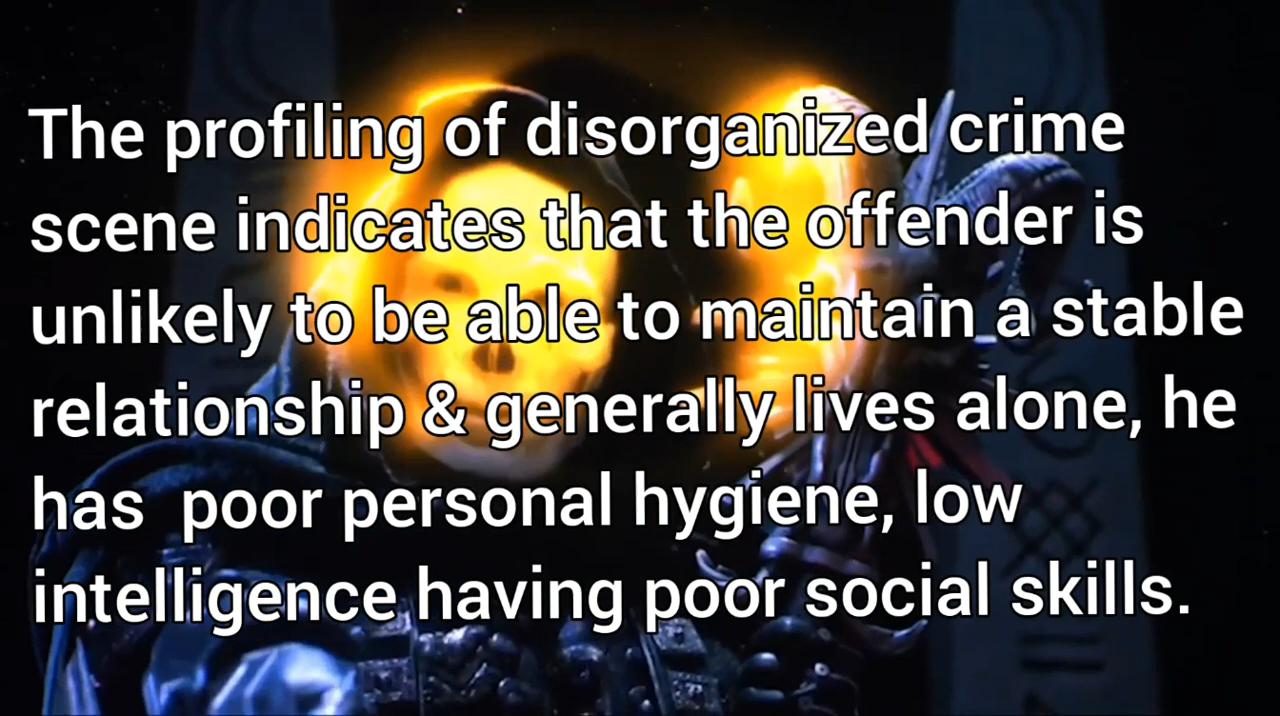 The profiling of disorganized crime
scene indicates that the offender is
unlikely to be able to maintain a stable
relationship & generally lives alone, he
has  poor personal hygiene, low
intelligence having poor social skills.